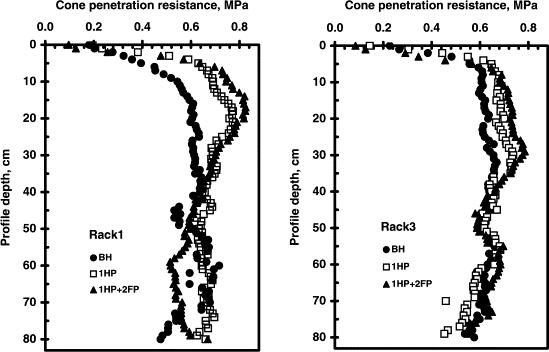 Cone penetration resistance, MPa
0.0 0.2 0.4 0.6 0.8
0
10
20
30
40
50
60
70
80
Profile depth, cm
Rack1
BH
1HP
1HP+2FP
Cone penetration resistance, MPa
0.0 0.2 0.4 0.6 0.8
0
10
20
30
40
50
60
70
80
Profile depth, cm
Rack3
BH
1HP
1HP+2FP